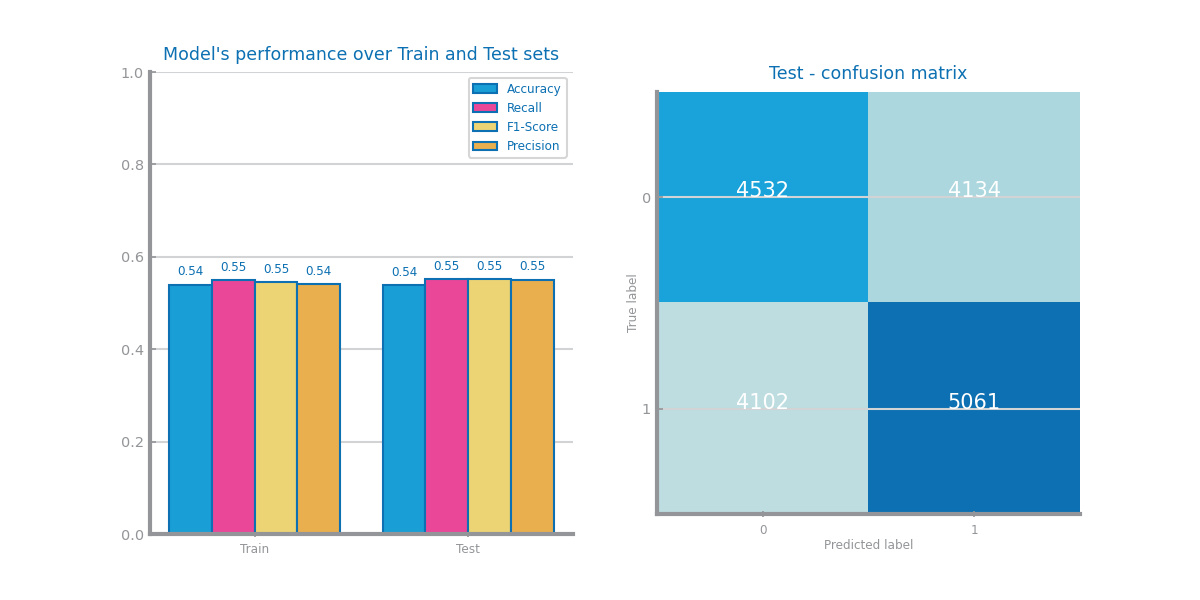 Model's performance over Train and Test sets
1.0
0.8
0.6
0.4
0.2
0.0
Accuracy
Recall
F1-Score
Precision
0.54 0.55 0.55 0.54 0.54 0.55 0.55 0.55
Train Test
Test - confusion matrix
True label
0
1
4532 4134
4102 5061
0 1
Predicted label